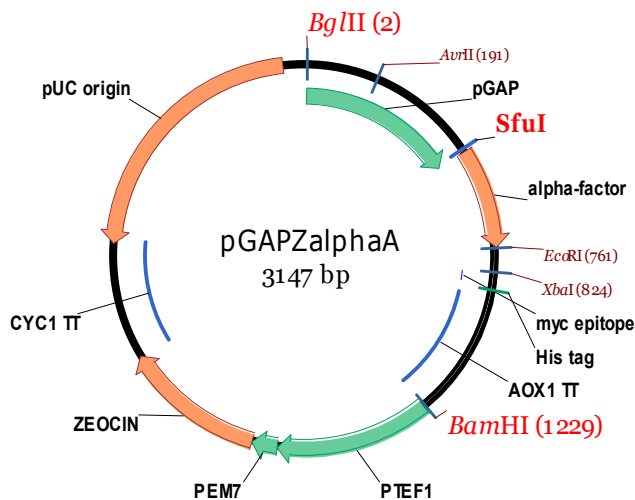 BglII (2)
AvrII (191)
pGAP
pUC origin
SfuI
alpha-factor
pGAPZalphaA
3147 bp
EcoRI (761)
XbaI (824)
myc epitope
His tag
CYC1 TT
AOX1 TT
BamHI (1229)
ZEOCIN
PEM7
PTEF1